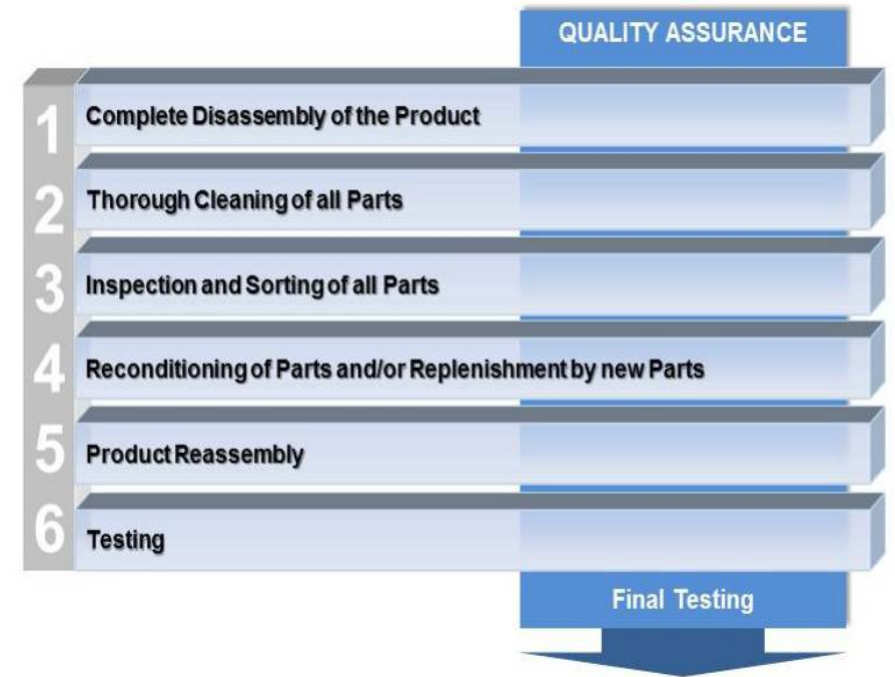 QUALITY ASSURANCE
1 Complete Disassembly of the Product
2 Thorough Cleaning of all Parts
3 Inspection and Sorting of all Parts
4 Reconditioning of Parts and/or Replenishment by new Parts
5 Product Reassembly
6 Testing
Final Testing